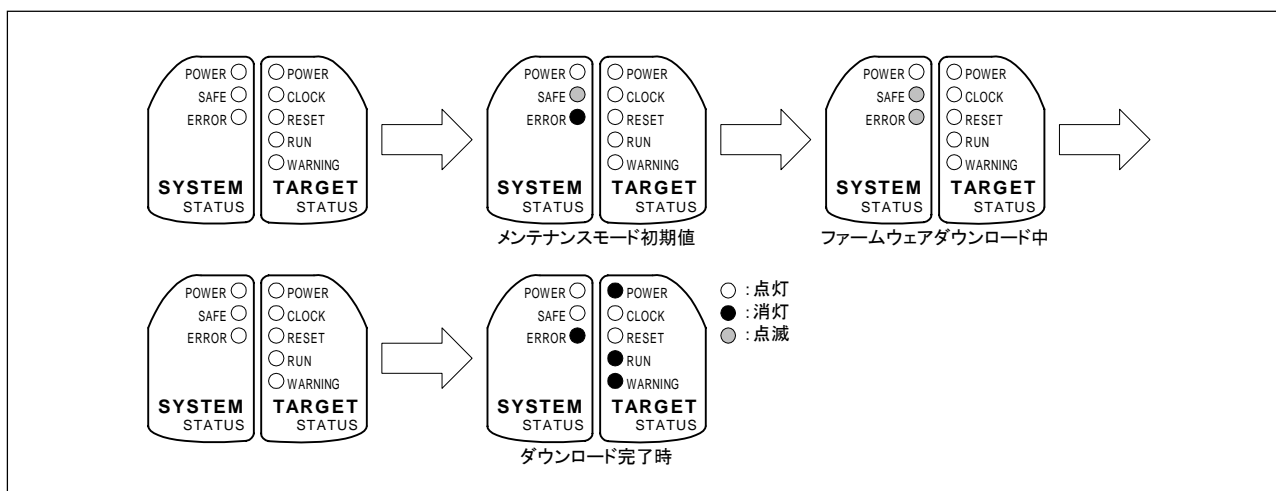 POWER POWER
SAFE CLOCK
ERROR RESET
RUN
WARNING
SYSTEM TARGET
STATUS STATUS
POWER POWER
SAFE CLOCK
ERROR RESET
RUN
WARNING
SYSTEM TARGET
STATUS STATUS
メンテナンスモード初期値
POWER POWER
SAFE CLOCK
ERROR RESET
RUN
WARNING
SYSTEM TARGET
STATUS STATUS
ファームウェアダウンロード中
POWER POWER
SAFE CLOCK
ERROR RESET
RUN
WARNING
SYSTEM TARGET
STATUS STATUS
POWER POWER
SAFE CLOCK
ERROR RESET
RUN
WARNING
SYSTEM TARGET
STATUS STATUS
ダウンロード完了時
○ : 点灯
● : 消灯
: 点滅